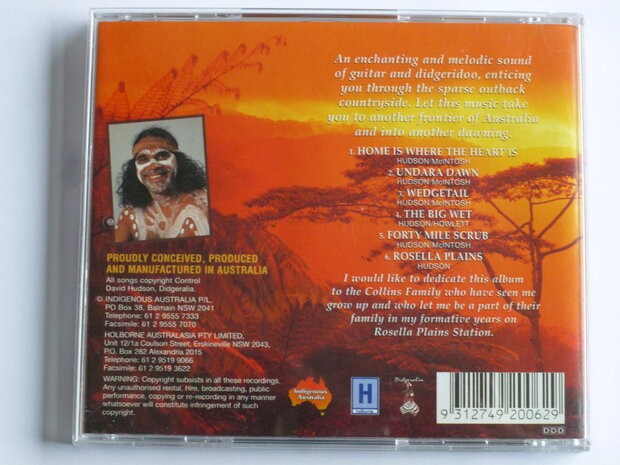 An enchanting and melodic sound
of guitar and didgeridoo, enticing
you through the sparse outback
countryside. Let this music take
you to another frontier of Australia
and into another dawning.
1. HOME IS WHERE THE HEART IS
HUDSON/McINTOSH
2. UNDARA DAWN
HUDSON/McINTOSH
3. WEDGETAIL
HUDSON/McINTOSH
4. THE BIG WET
HUDSON/HOWLETT
5. FORTY MILE SCRUB
HUDSON/McINTOSH
6. ROSELLA PLAINS
HUDSON
I would like to dedicate this album
to the Collins Family who have seen me
grow up and who let me be a part of their
family in my formative years on
Rosella Plains Station.
PROUDLY CONCEIVED, PRODUCED
AND MANUFACTURED IN AUSTRALIA
All songs copyright Control
David Hudson, Didgeralia.
© INDIGENOUS AUSTRALIA P/L,
PO Box 38, Balmain NSW 2041
Telephone: 61 2 9555 7333
Facsimile: 61 2 9555 7070
HOLBORNE AUSTRALASIA PTY LIMITED,
Unit 12/1a Coulson Street, Erskineville NSW 2043,
P.O. Box 282 Alexandria 2015
Telephone: 61 2 9519 9066
Facsimile: 61 2 9519 3622
WARNING: Copyright subsists in all these recordings.
Any unauthorised rental, hire, broadcasting, public
performance, copying or re-recording in any manner
whatsoever will constitute infringement of such
copyright.
Indigenous
Australia
H
holborne
Didgeralia
9 312749 200629
DDD